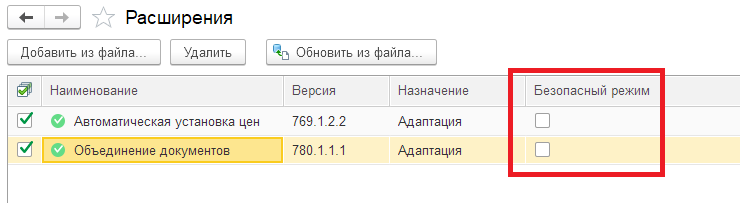 Расширения
Добавить из файла... Удалить Обновить из файла...
Наименование Версия Назначение Безопасный режим
Автоматическая установка цен 769.1.2.2 Адаптация
Объединение документов 780.1.1.1 Адаптация